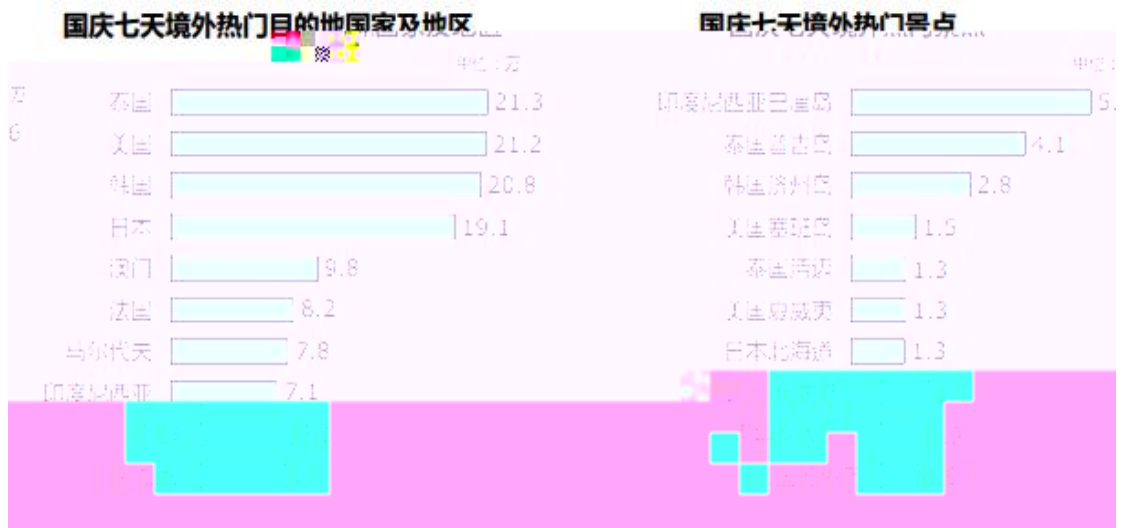 国庆七天境外热门目的地国家及地区
单位：万
泰国 21.3
美国 21.2
韩国 20.8
日本 19.1
澳门 9.8
法国 8.2
马尔代夫 7.8
印度尼西亚 7.1
万
国庆七天境外热门景点
印度尼西亚巴厘岛 5.
泰国普吉岛 4.1
韩国济州岛 2.8
美国塞班岛 1.5
泰国清迈 1.3
美国夏威夷 1.3
日本北海道 1.3